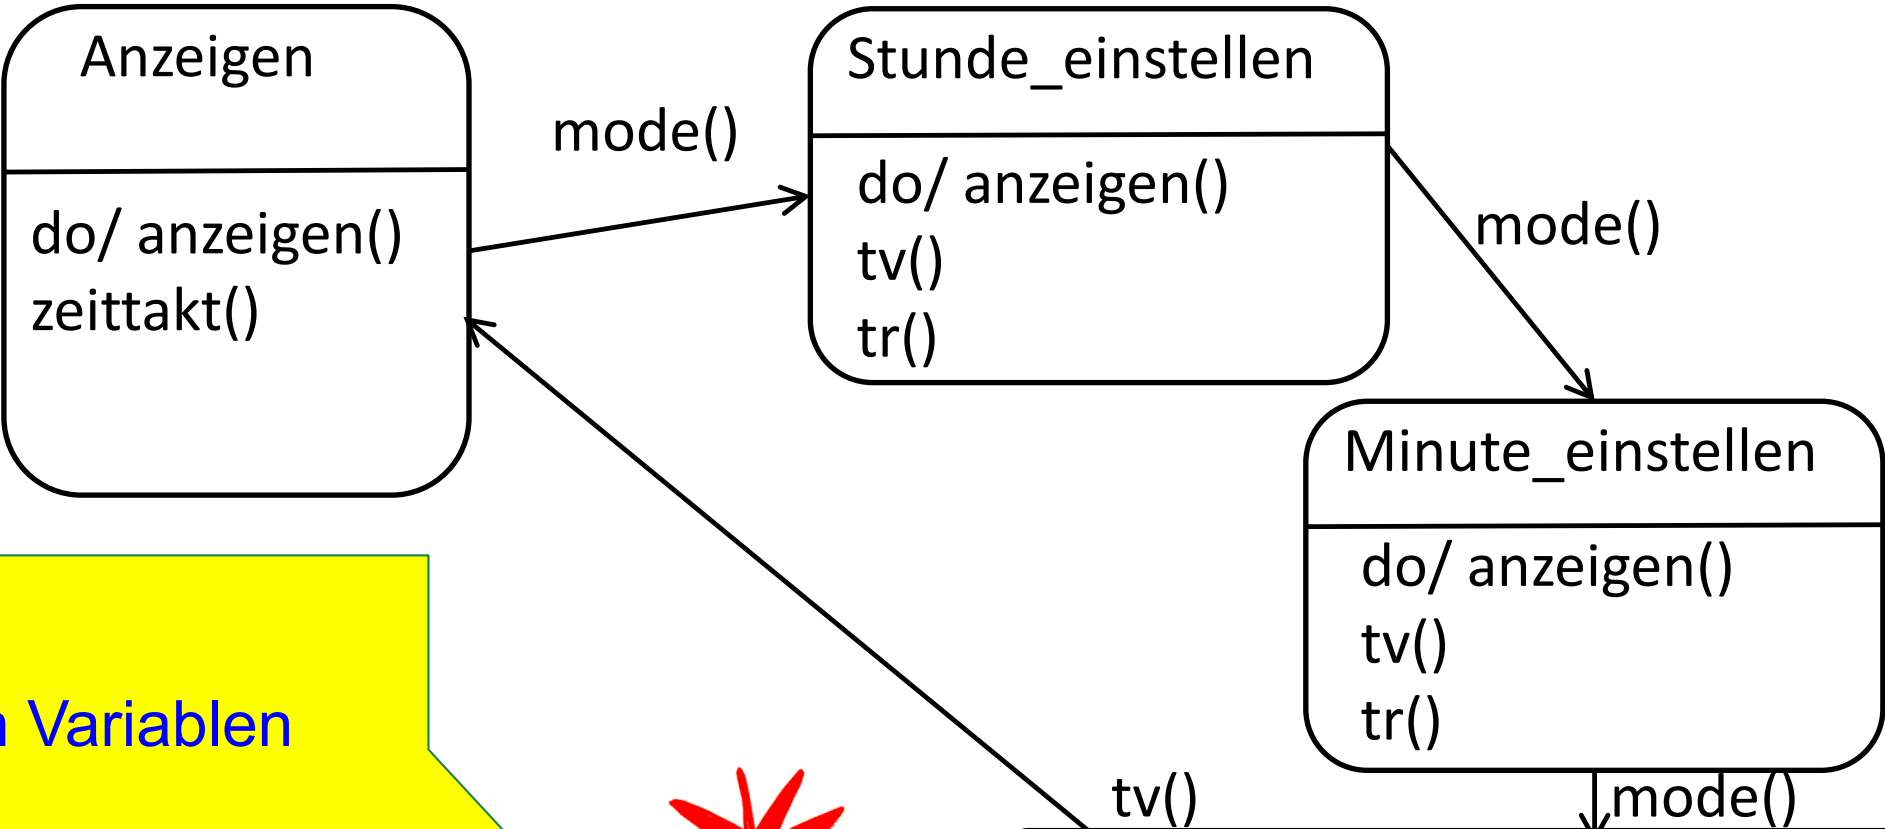 Anzeigen
do/ anzeigen()
zeittakt()
mode()
Stunde_einstellen
do/ anzeigen()
tv()
tr()
mode()
Minute_einstellen
do/ anzeigen()
tv()
tr()
Variablen
tv()
mode()